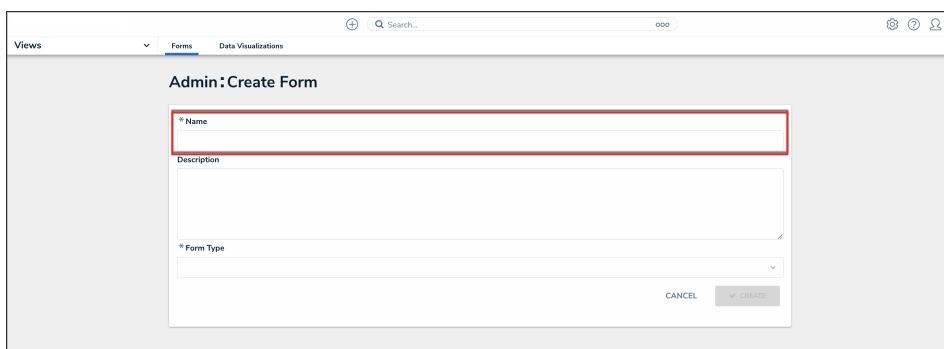 Search...
Views
Forms
Data Visualizations
Admin:Create Form
*Name
Description
*Form Type
CANCEL
CREATE